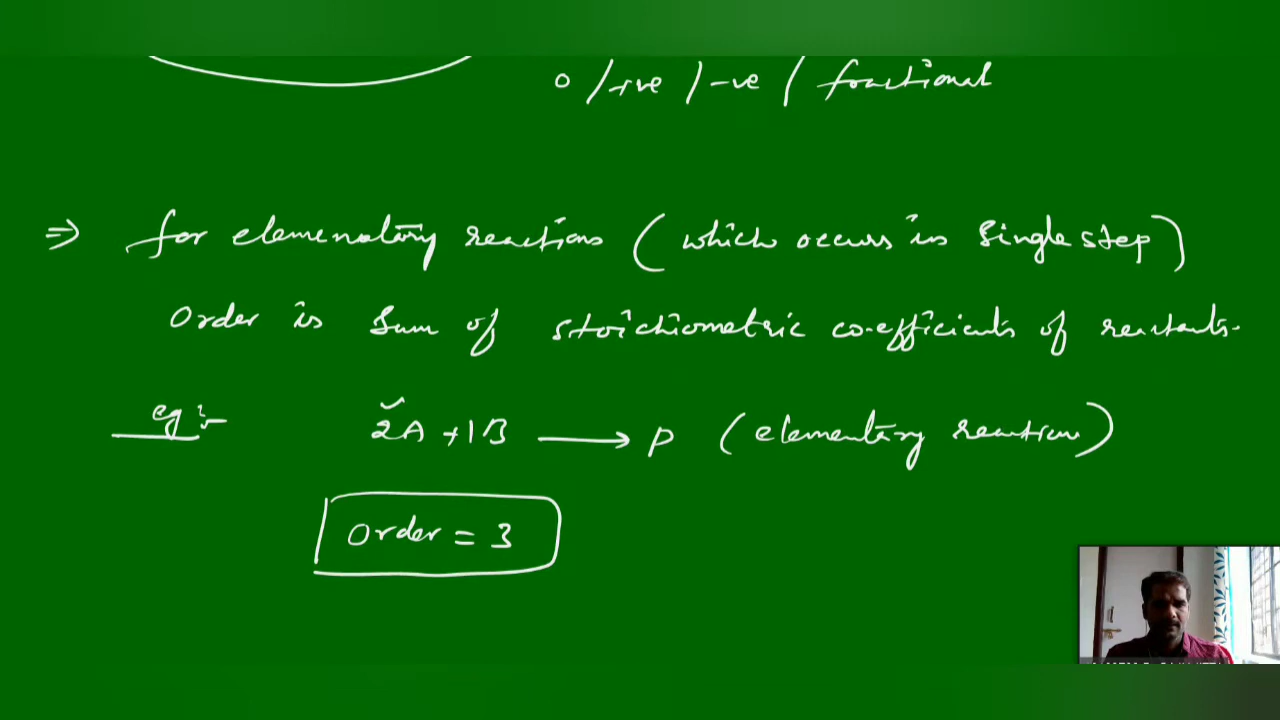 0 /+ve /-ve / fractional
⇒ for elemenatary reactions (which occurs in single step)
Order is sum of stoichiometric co-efficients of reactants.
eg:- 2A + 1B ⟶ P (elementary reaction)
Order = 3